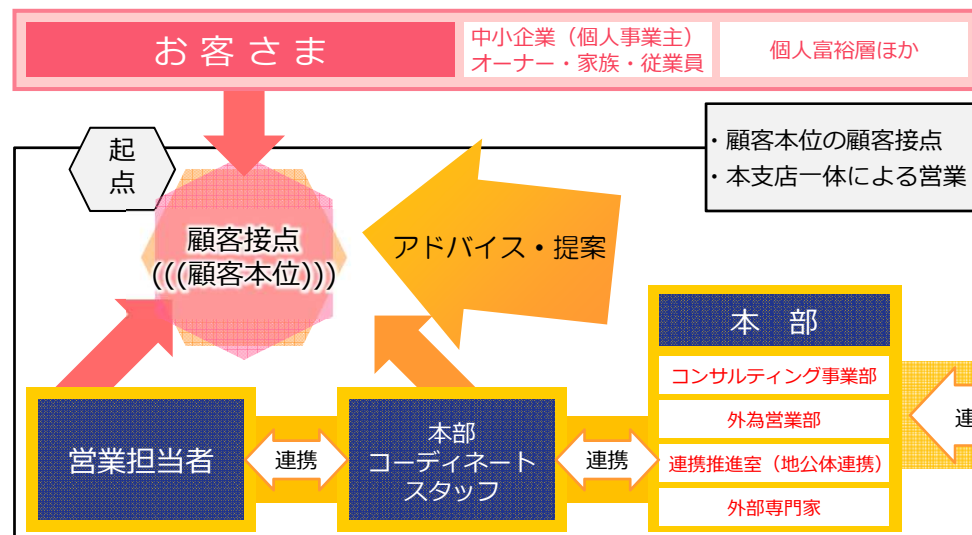 お客さま
中小企業（個人事業主）
オーナー・家族・従業員
個人富裕層ほか
・顧客本位の顧客接点
・本支店一体による営業
起
点
顧客接点
(((顧客本位)))
アドバイス・提案
本 部
コンサルティング事業部
外為営業部
連携推進室（地公体連携）
外部専門家
営業担当者
連携
本部
コーディネート
スタッフ
連携
連